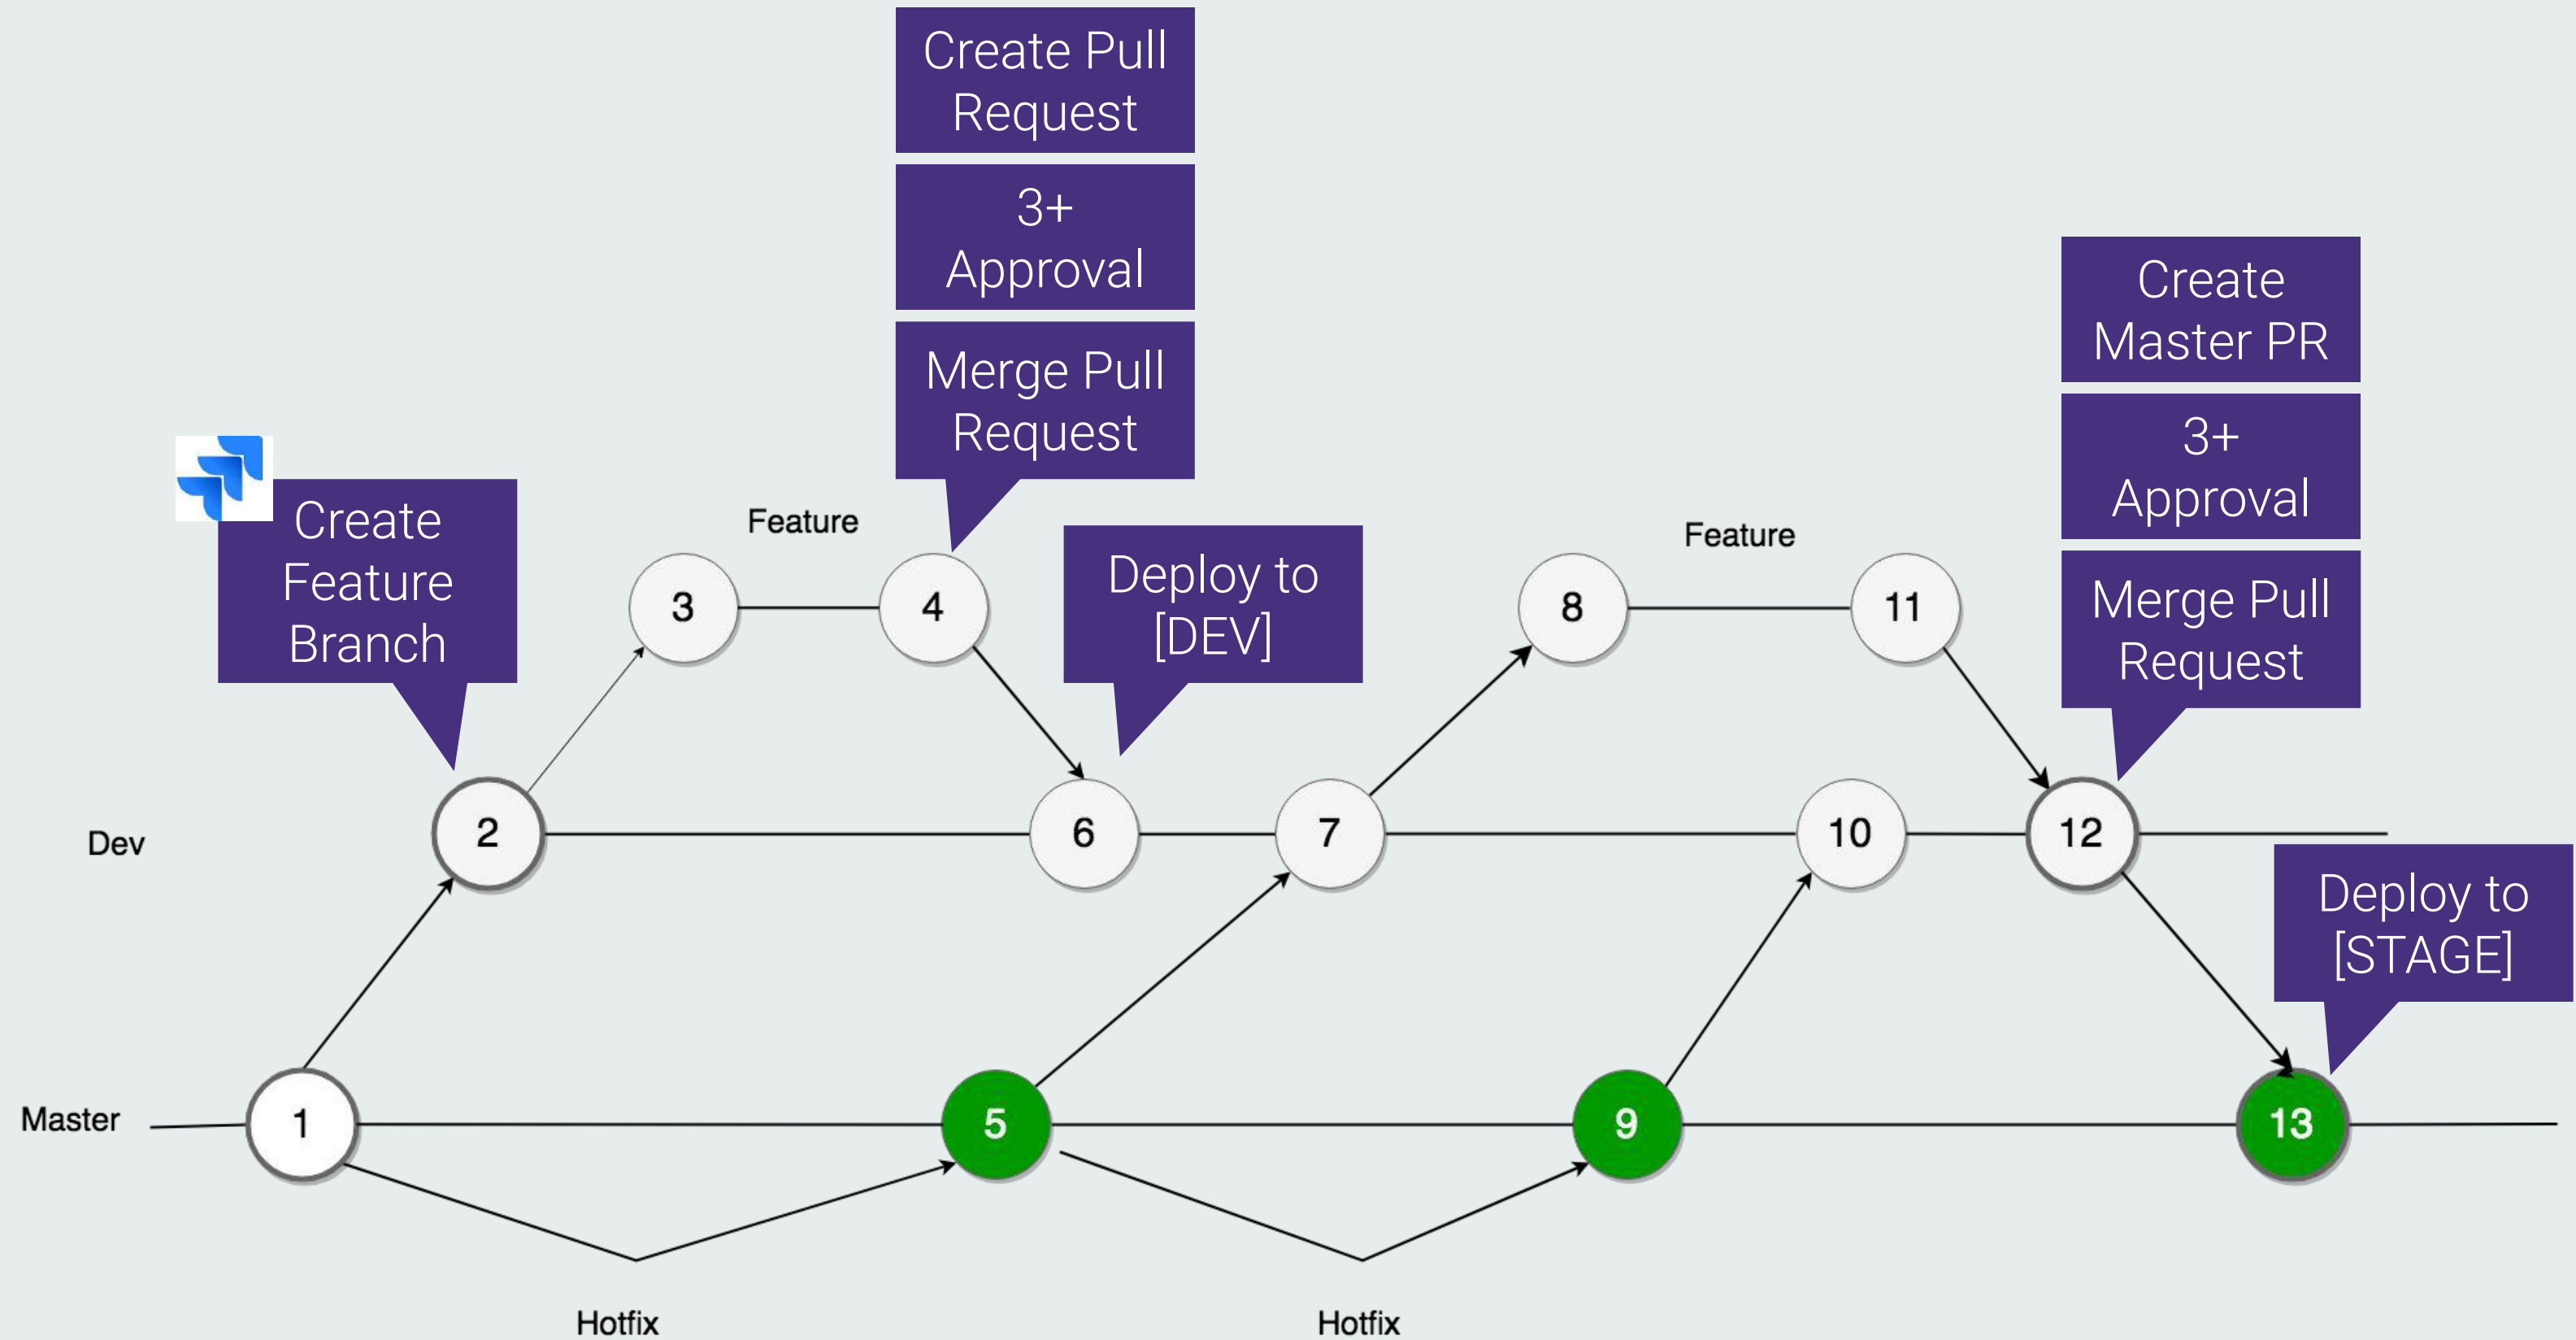 Create Pull
Request
3+
Approval
Merge Pull
Request
Create
Master PR
3+
Approval
Merge Pull
Request
Create
Feature
Branch
Feature
Feature
Deploy to
[DEV]
3
4
8
11
Dev
2
6
7
10
12
Deploy to
[STAGE]
Master
1
5
9
13
Hotfix
Hotfix